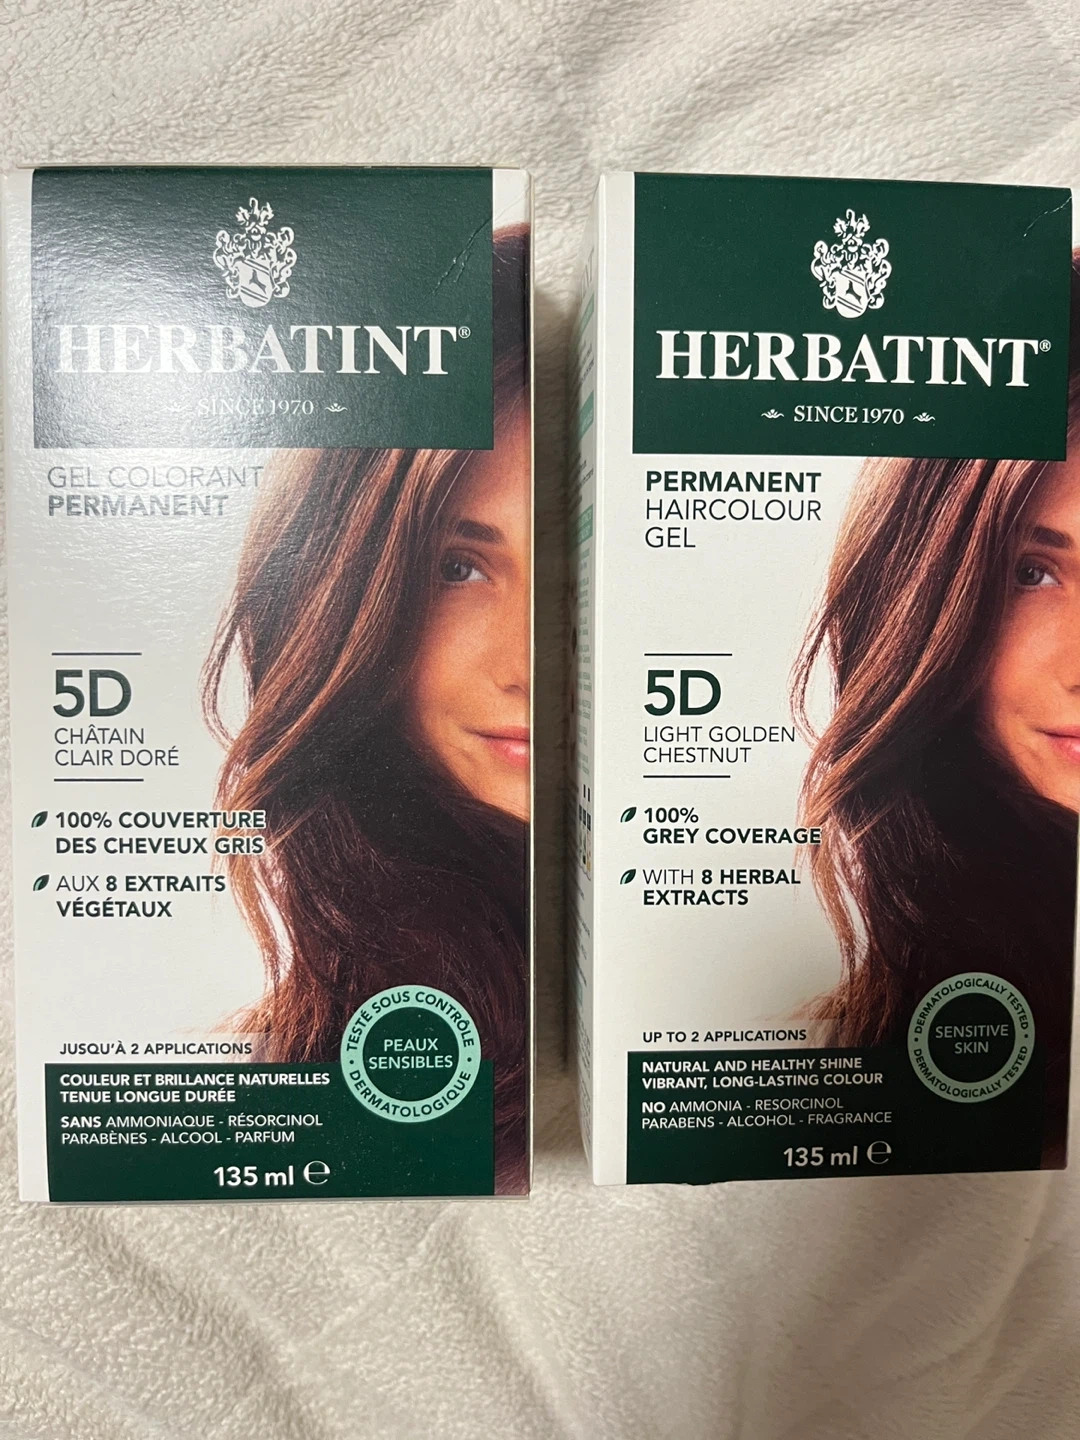 HERBATINT®
SINCE 1970
GEL COLORANT
PERMANENT
5D
CHÂTAIN
CLAIR DORÉ
100% COUVERTURE
DES CHEVEUX GRIS
AUX 8 EXTRAITS
VÉGÉTAUX
JUSQU'À 2 APPLICATIONS
COULEUR ET BRILLANCE NATURELLES
TENUE LONGUE DURÉE
SANS AMMONIAQUE - RÉSORCINOL
PARABÈNES - ALCOOL - PARFUM
135 ml ℮
TESTÉ SOUS CONTRÔLE
DERMATOLOGIQUE
PEAUX
SENSIBLES
HERBATINT®
SINCE 1970
PERMANENT
HAIRCOLOUR
GEL
5D
LIGHT GOLDEN
CHESTNUT
100%
GREY COVERAGE
WITH 8 HERBAL
EXTRACTS
UP TO 2 APPLICATIONS
NATURAL AND HEALTHY SHINE
VIBRANT, LONG-LASTING COLOUR
NO AMMONIA - RESORCINOL
PARABENS - ALCOHOL - FRAGRANCE
135 ml ℮
DERMATOLOGICALLY TESTED
DERMATOLOGICALLY TESTED
SENSITIVE
SKIN